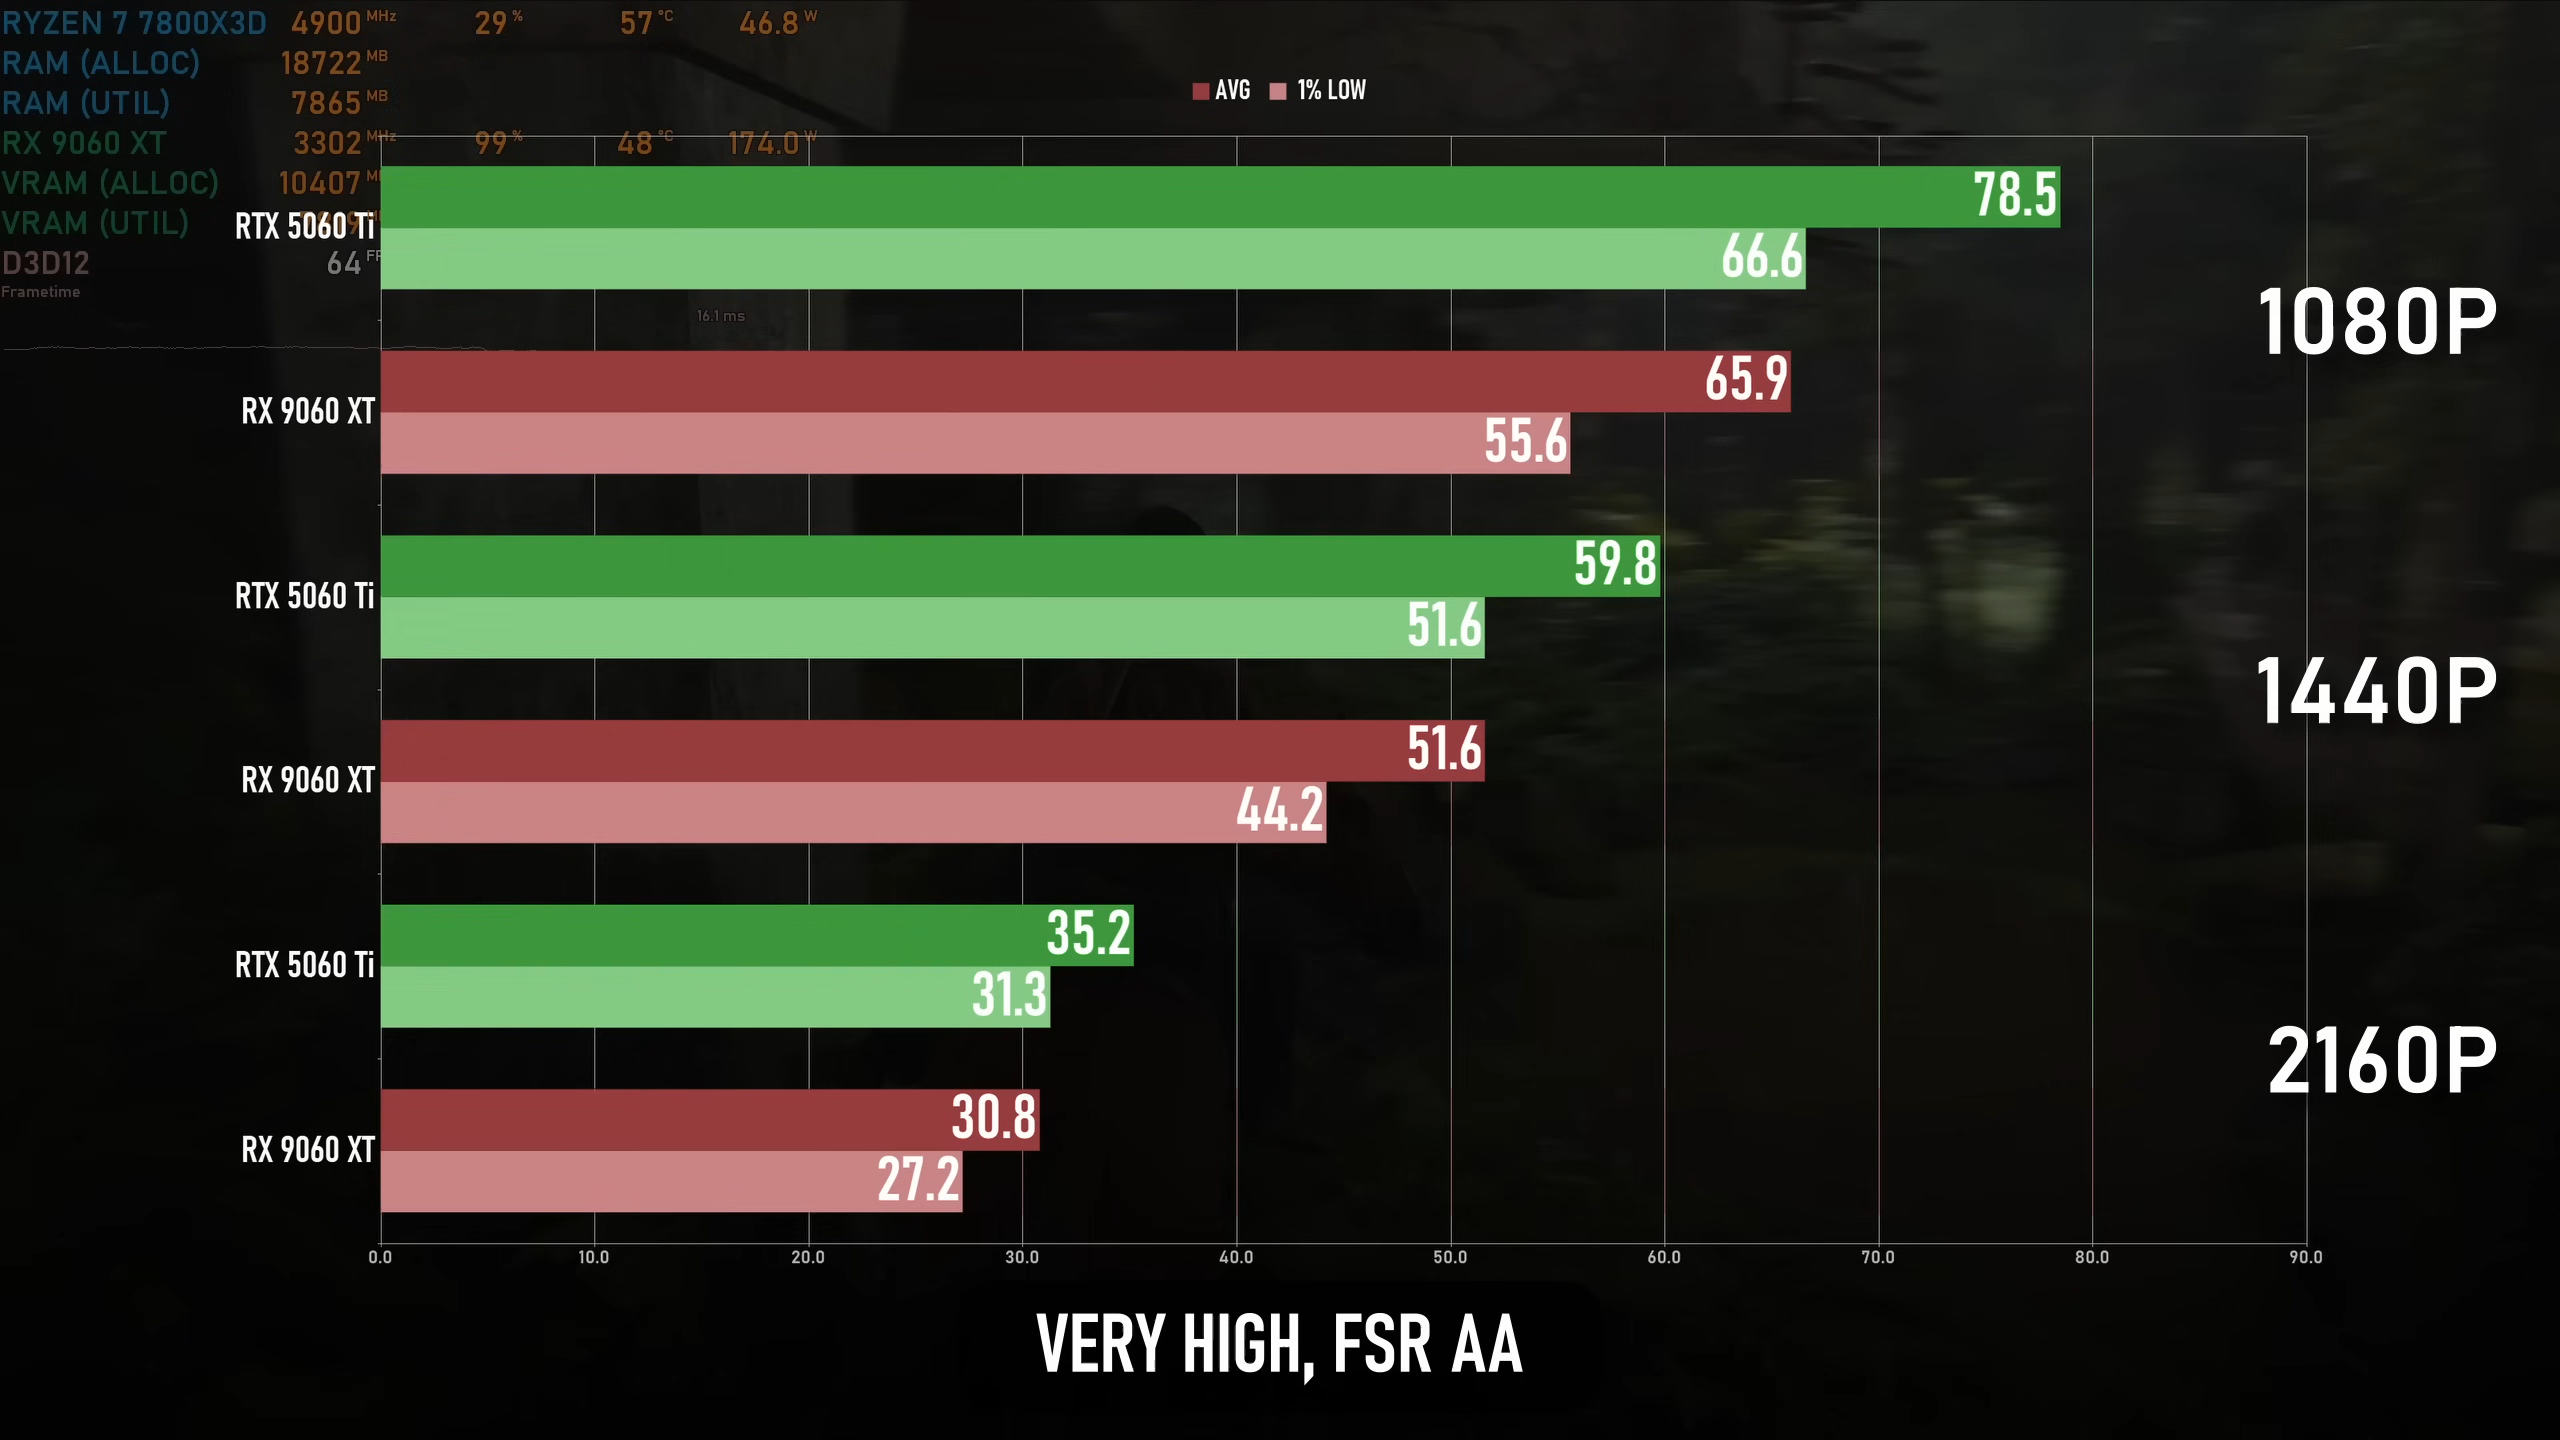 RYZEN 7 7800X3D 4900 MHz 29 % 57 °C 46.8 W
RAM (ALLOC) 18722 MB
RAM (UTIL) 7865 MB
RX 9060 XT 3302 MHz 99 % 48 °C 174.0 W
VRAM (ALLOC) 10407
VRAM (UTIL)
D3D12 64
Frametime
16.1 ms
AVG 1% LOW
RTX 5060 Ti 78.5
66.6
1080P
RX 9060 XT 65.9
55.6
RTX 5060 Ti 59.8
51.6
1440P
RX 9060 XT 51.6
44.2
RTX 5060 Ti 35.2
31.3
2160P
RX 9060 XT 30.8
27.2
0.0 10.0 20.0 30.0 40.0 50.0 60.0 70.0 80.0 90.0
VERY HIGH, FSR AA